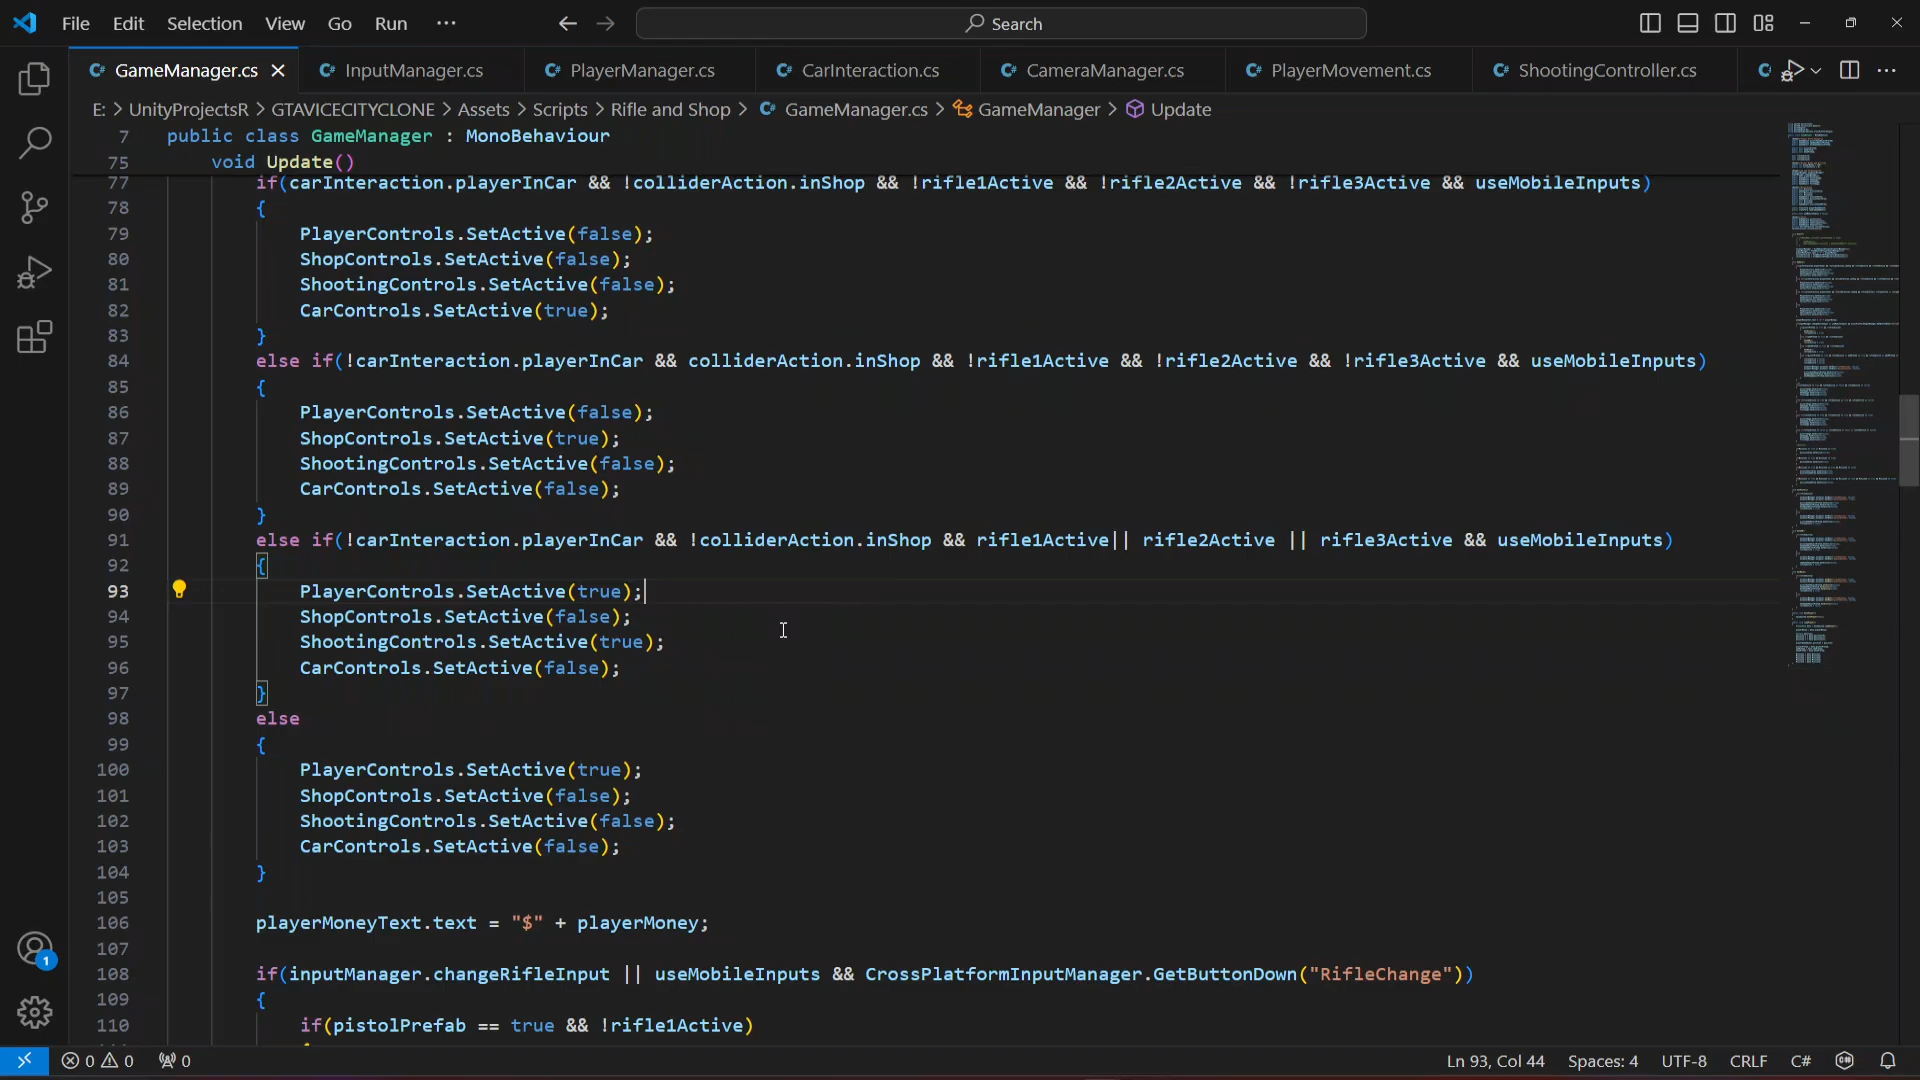 File Edit Selection View Go Run ··· Search
GameManager.cs InputManager.cs PlayerManager.cs CarInteraction.cs CameraManager.cs PlayerMovement.cs ShootingController.cs
E: > UnityProjectsR > GTAVICECITYCLONE > Assets > Scripts > Rifle and Shop > GameManager.cs > GameManager > Update
7 public class GameManager : MonoBehaviour
75 void Update()
77 if(carInteraction.playerInCar && !colliderAction.inShop && !rifle1Active && !rifle2Active && !rifle3Active && useMobileInputs)
78 {
79 PlayerControls.SetActive(false);
80 ShopControls.SetActive(false);
81 ShootingControls.SetActive(false);
82 CarControls.SetActive(true);
83 }
84 else if(!carInteraction.playerInCar && colliderAction.inShop && !rifle1Active && !rifle2Active && !rifle3Active && useMobileInputs)
85 {
86 PlayerControls.SetActive(false);
87 ShopControls.SetActive(true);
88 ShootingControls.SetActive(false);
89 CarControls.SetActive(false);
90 }
91 else if(!carInteraction.playerInCar && !colliderAction.inShop && rifle1Active|| rifle2Active || rifle3Active && useMobileInputs)
92 {
93 PlayerControls.SetActive(true);
94 ShopControls.SetActive(false);
95 ShootingControls.SetActive(true);
96 CarControls.SetActive(false);
97 }
98 else
99 {
100 PlayerControls.SetActive(true);
101 ShopControls.SetActive(false);
102 ShootingControls.SetActive(false);
103 CarControls.SetActive(false);
104 }
105
106 playerMoneyText.text = "$" + playerMoney;
107
108 if(inputManager.changeRifleInput || useMobileInputs && CrossPlatformInputManager.GetButtonDown("RifleChange"))
109 {
110 if(pistolPrefab == true && !rifle1Active)
1
0 0 0 Ln 93, Col 44 Spaces: 4 UTF-8 CRLF C#